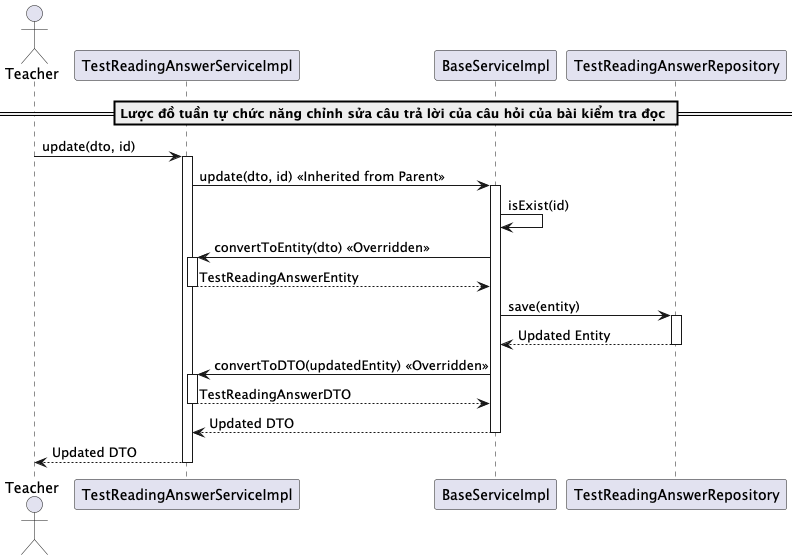 Teacher
TestReadingAnswerServiceImpl
BaseServiceImpl
TestReadingAnswerRepository
Lược đồ tuần tự chức năng chỉnh sửa câu trả lời của câu hỏi của bài kiểm tra đọc
update(dto, id)
update(dto, id) «Inherited from Parent»
isExist(id)
convertToEntity(dto) «Overridden»
TestReadingAnswerEntity
save(entity)
Updated Entity
convertToDTO(updatedEntity) «Overridden»
TestReadingAnswerDTO
Updated DTO
Updated DTO
Teacher
TestReadingAnswerServiceImpl
BaseServiceImpl
TestReadingAnswerRepository